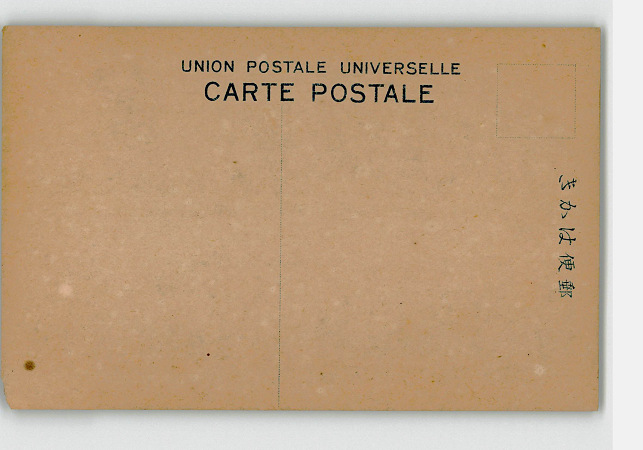 UNION POSTALE UNIVERSELLE
CARTE POSTALE
郵便はかき